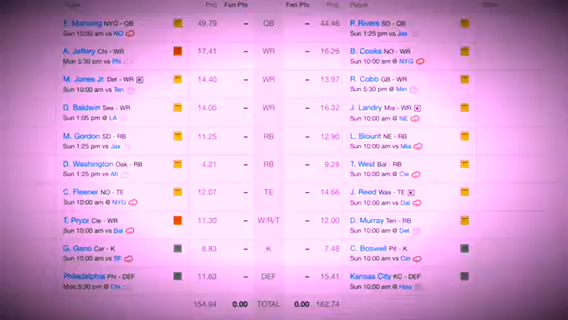 Proj Fan Pts Fan Pts Proj Player
E. Manning NYG - QB 49.79 – QB – 44.46 P. Rivers SD - QB
Sun 10:00 am vs NO Sun 1:25 pm vs Jax
A. Jeffery Chi - WR 17.41 – WR – 16.26 B. Cooks NO - WR
Mon 5:30 pm vs Phi Sun 10:00 am @ NYG
M. Jones Jr. Det - WR 14.40 – WR – 13.97 R. Cobb GB - WR
Sun 10:00 am vs Ten Sun 5:30 pm @ Min
D. Baldwin Sea - WR 14.05 – WR – 16.32 J. Landry Mia - WR
Sun 1:05 pm @ LA Sun 10:00 am @ NE
M. Gordon SD - RB 11.25 – RB – 12.90 L. Blount NE - RB
Sun 1:25 pm vs Jax Sun 10:00 am vs Mia
D. Washington Oak - RB 4.21 – RB – 9.28 T. West Bal - RB
Sun 1:25 pm vs Atl Sun 10:00 am @ Cle
C. Fleener NO - TE 12.07 – TE – 14.66 J. Reed Was - TE
Sun 10:00 am @ NYG Sun 10:00 am vs Dal
T. Pryor Cle - WR 11.30 – W/R/T – 12.00 D. Murray Ten - RB
Sun 10:00 am vs Bal Sun 10:00 am @ Det
G. Gano Car - K 8.83 – K – 7.48 C. Boswell Pit - K
Sun 10:00 am vs SF Sun 10:00 am vs Cin
Philadelphia Phi - DEF 11.63 – DEF – 15.41 Kansas City KC - DEF
Mon 5:30 pm @ Chi Sun 10:00 am @ Hou
154.94 0.00 TOTAL 0.00 162.74